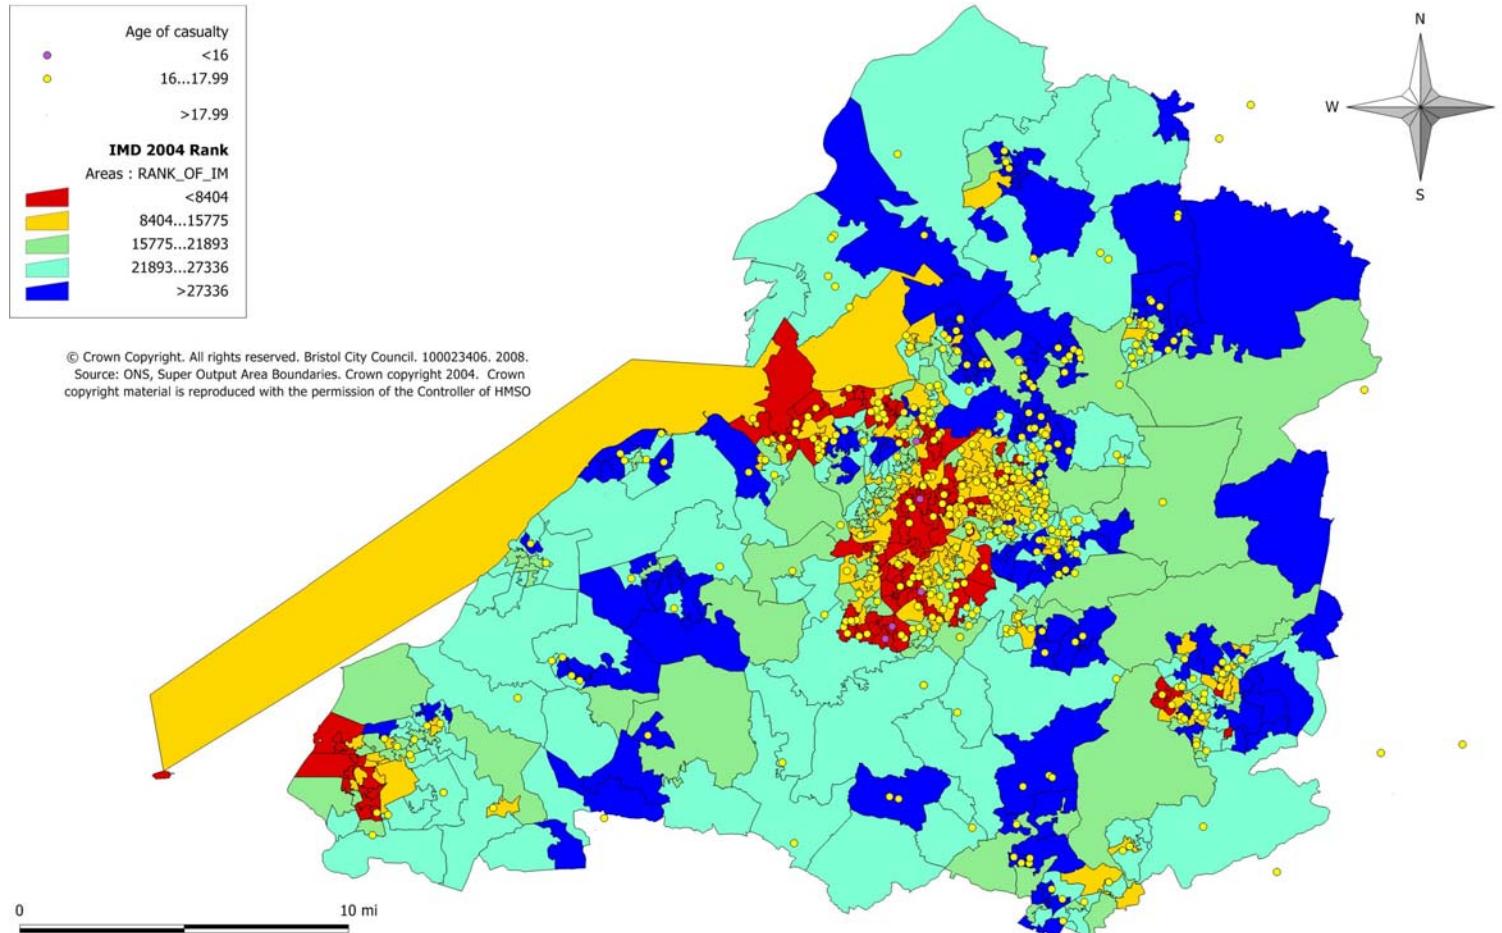 Age of casualty
<16
16...17.99
>17.99
IMD 2004 Rank
Areas : RANK_OF_IM
<8404
8404...15775
15775...21893
21893...27336
>27336
© Crown Copyright. All rights reserved. Bristol City Council. 100023406. 2008.
Source: ONS, Super Output Area Boundaries. Crown copyright 2004. Crown
copyright material is reproduced with the permission of the Controller of HMSO
N
W
S
0 10 mi